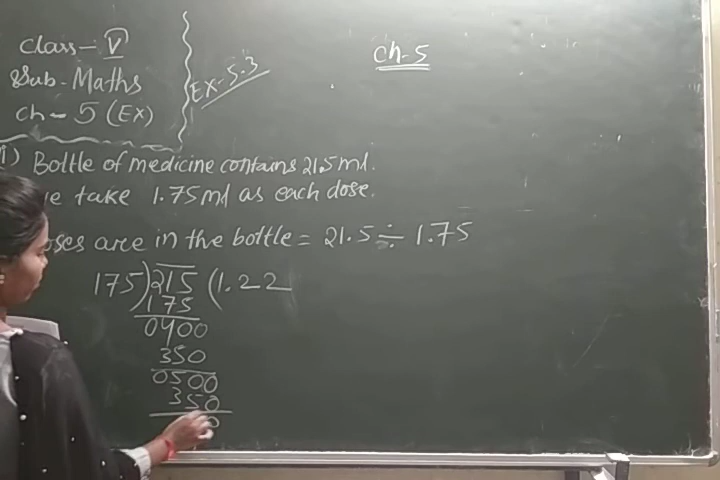 Class - V
Sub - Maths
Ch - 5 (Ex)
Ex-5.3
Ch-5
1) Bottle of medicine contains 21.5 ml.
take 1.75 ml as each dose.
are in the bottle = 21.5 ÷ 1.75
175)215(1.22
175
0400
350
0500
350